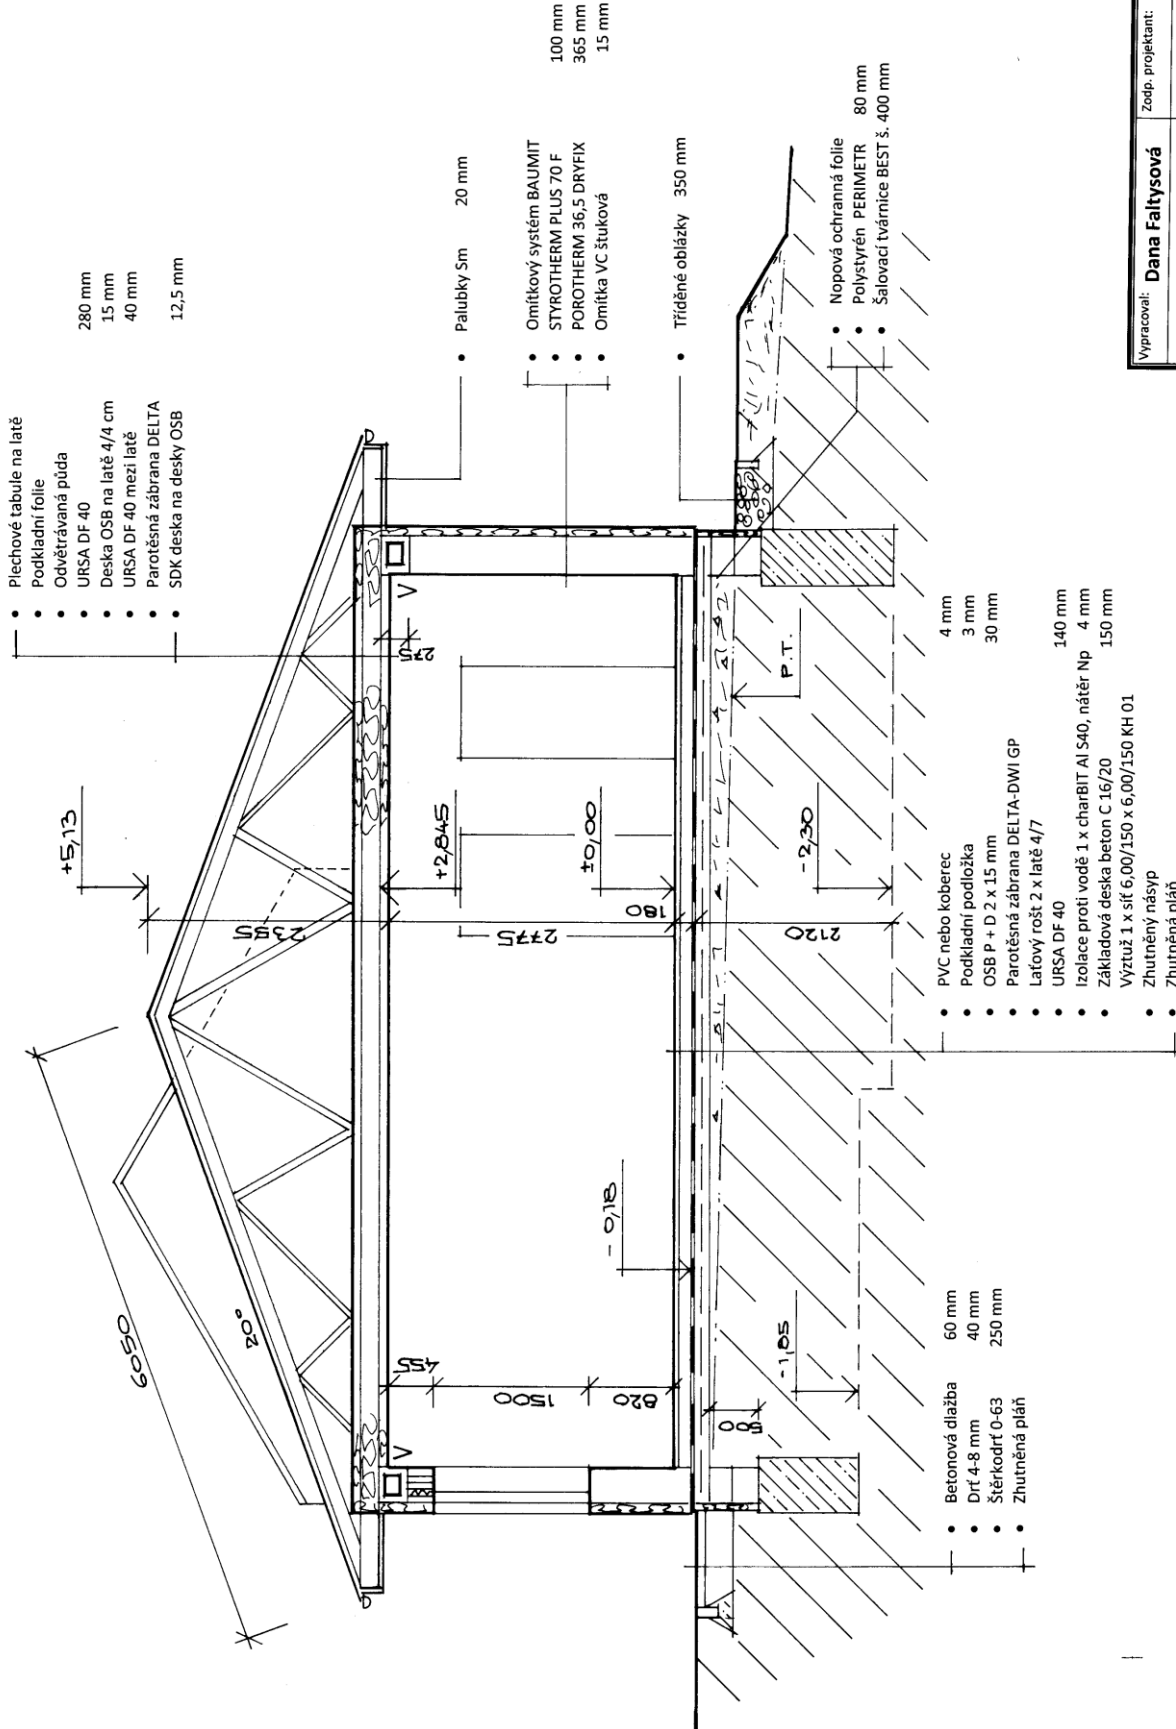 Plechové tabule na latě
Podkladní folie
Odvětrávaná půda
URSA DF 40 280 mm
Deska OSB na latě 4/4 cm 15 mm
URSA DF 40 mezi latě 40 mm
Parotěsná zábrana DELTA
SDK deska na desky OSB 12,5 mm
Palubky Sm 20 mm
Omítkový systém BAUMIT
STYROTHERM PLUS 70 F 100 mm
POROTHERM 36,5 DRYFIX 365 mm
Omítka VC štuková 15 mm
Tříděné oblázky 350 mm
Nopová ochranná folie
Polystyrén PERIMETR 80 mm
Šalovací tvárnice BEST š. 400 mm
6050
20°
+5,13
2355
275
V
V
+2,845
2775
±0,00
180
455
1500
820
- 0,18
500
-1,85
2120
-2,30
P.T.
Betonová dlažba 60 mm
Drť 4-8 mm 40 mm
Štěrkodrť 0-63 250 mm
Zhutněná pláň
PVC nebo koberec 4 mm
Podkladní podložka 3 mm
OSB P + D 2 x 15 mm 30 mm
Parotěsná zábrana DELTA-DWI GP
Laťový rošt 2 x latě 4/7
URSA DF 40 140 mm
Izolace proti vodě 1 x charBIT Al S40, nátěr Np 4 mm
Základová deska beton C 16/20 150 mm
Výztuž 1 x síť 6,00/150 x 6,00/150 KH 01
Zhutněný násyp
Zhutněná pláň
Vypracoval: Dana Faltysová
Zodp. projektant: